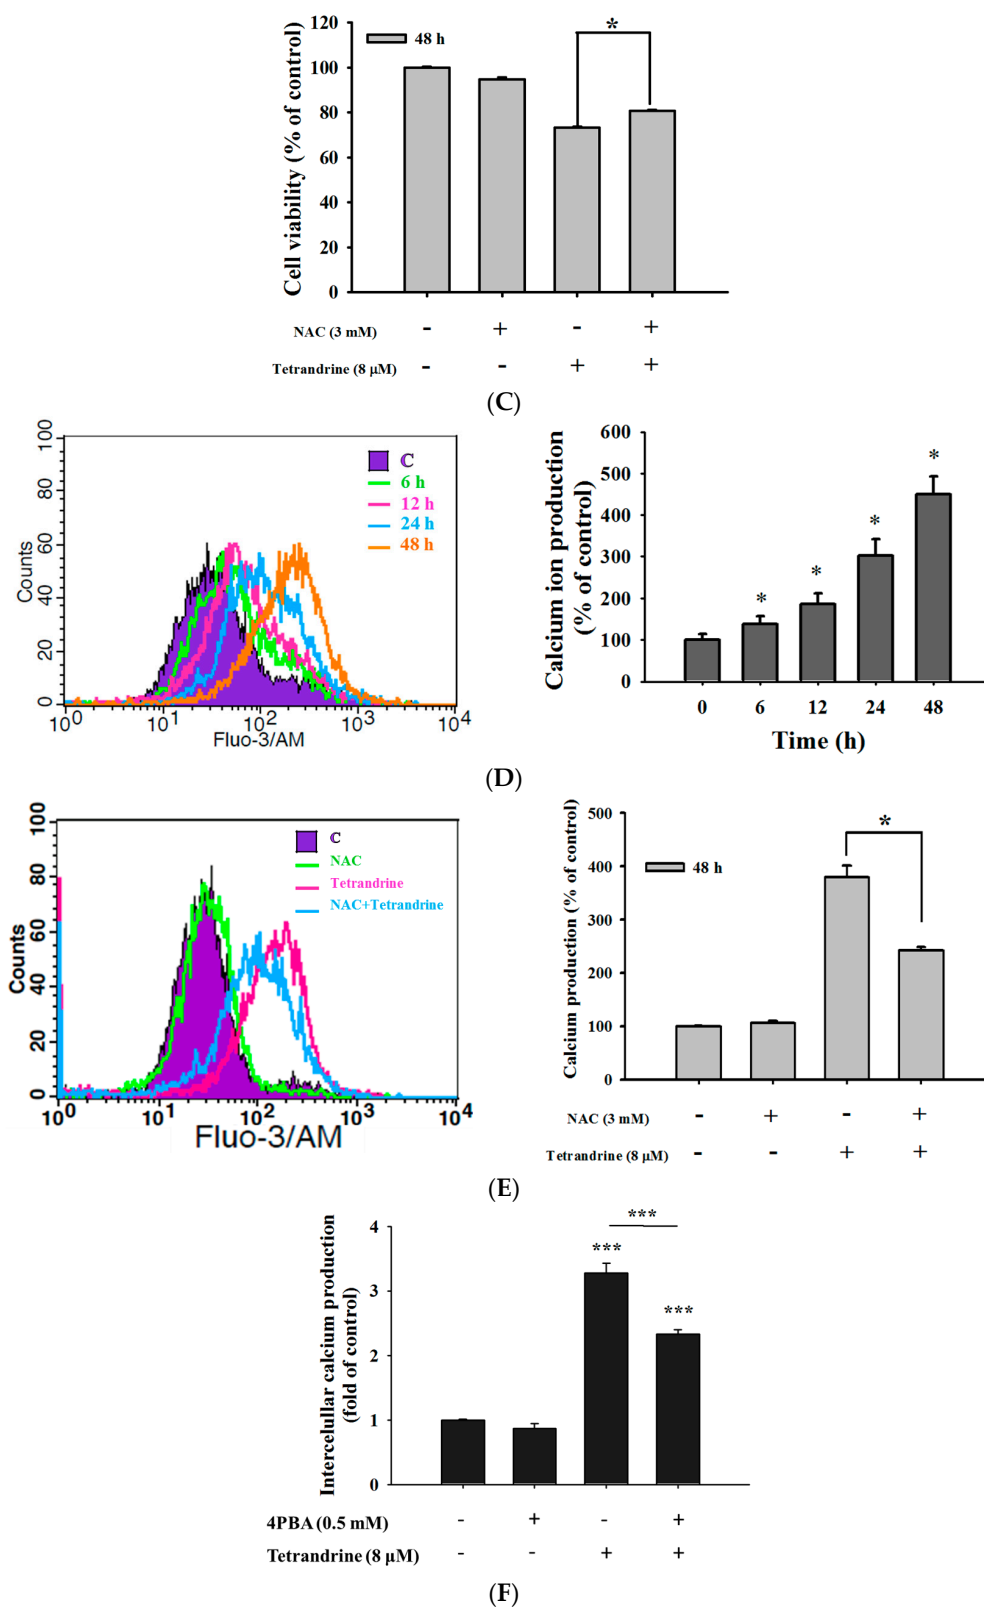 120
100
80
60
40
20
0
Cell viability (% of control)
48 h
*
NAC (3 mM) - + - +
Tetrandrine (8 μM) - - + +
(C)
100
80
60
40
20
0
Counts
C
6 h
12 h
24 h
48 h
10^0 10^1 10^2 10^3 10^4
Fluo-3/AM
600
500
400
300
200
100
0
Calcium ion production
(% of control)
* * * *
0 6 12 24 48
Time (h)
(D)
100
80
60
40
20
0
Counts
C
NAC
Tetrandrine
NAC+Tetrandrine
10^0 10^1 10^2 10^3 10^4
Fluo-3/AM
500
400
300
200
100
0
Calcium production (% of control)
48 h
*
NAC (3 mM) - + - +
Tetrandrine (8 μM) - - + +
(E)
4
3
2
1
0
Intercelullar calcium production
(fold of control)
***
***
***
4PBA (0.5 mM) - + - +
Tetrandrine (8 μM) - - + +
(F)